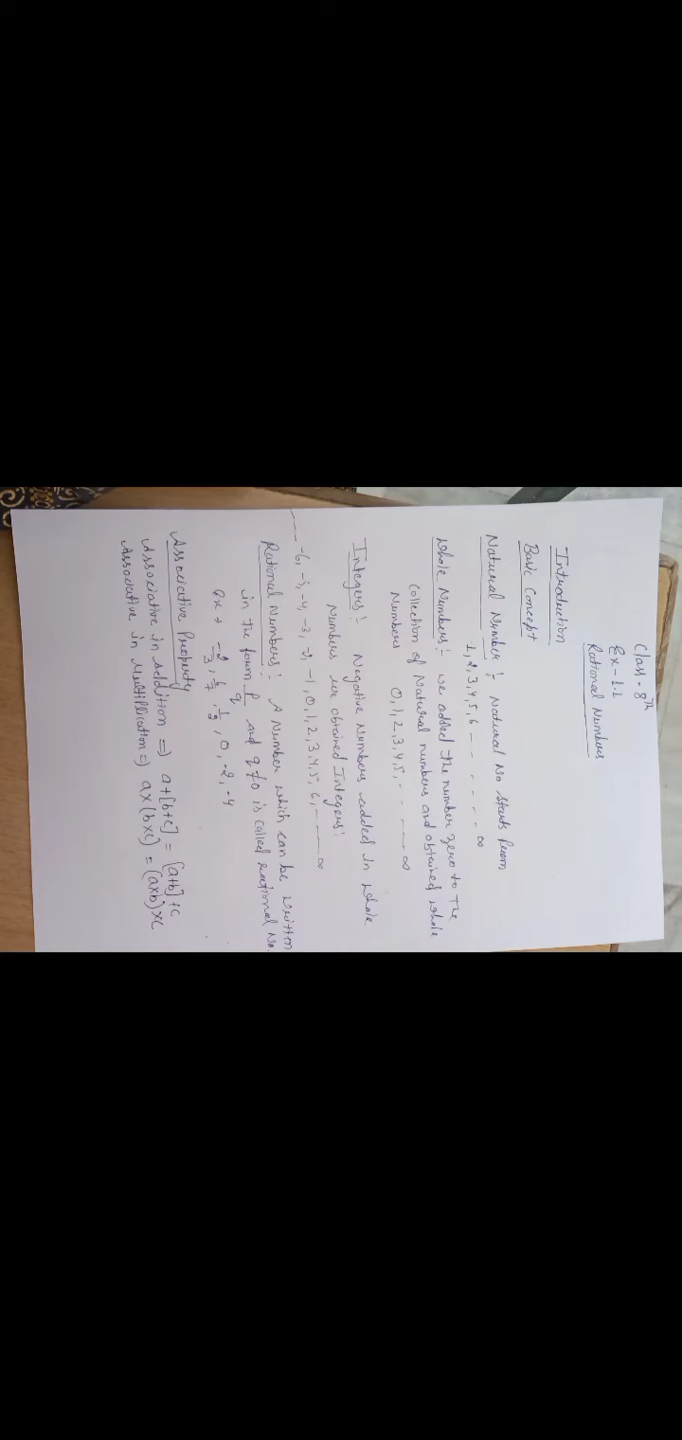 Class - 8th
Ex - 1.1
Rational Numbers
Introduction
Basic Concept
Natural Number : Natural No starts from
1, 2, 3, 4, 5, 6 - - - - - - ∞
Whole Numbers :- we added the number zero to the
collection of Natural numbers and obtained whole
Numbers 0, 1, 2, 3, 4, 5, - - - - ∞
Integers :- Negative Numbers added in whole
Numbers we obtained Integers :
---- -6, -5, -4, -3, -2, -1, 0, 1, 2, 3, 4, 5, 6, ---- ∞
Rational Numbers : A Number which can be written
in the form p/q and q≠0 is called rational No.
Ex → -2/3, 6/7, 1/2, 0, -2, -4
Associative Property
Associative in addition => a+[b+c] = [a+b]+c
Associative in Multiplication => a×(b×c) = (a×b)×c